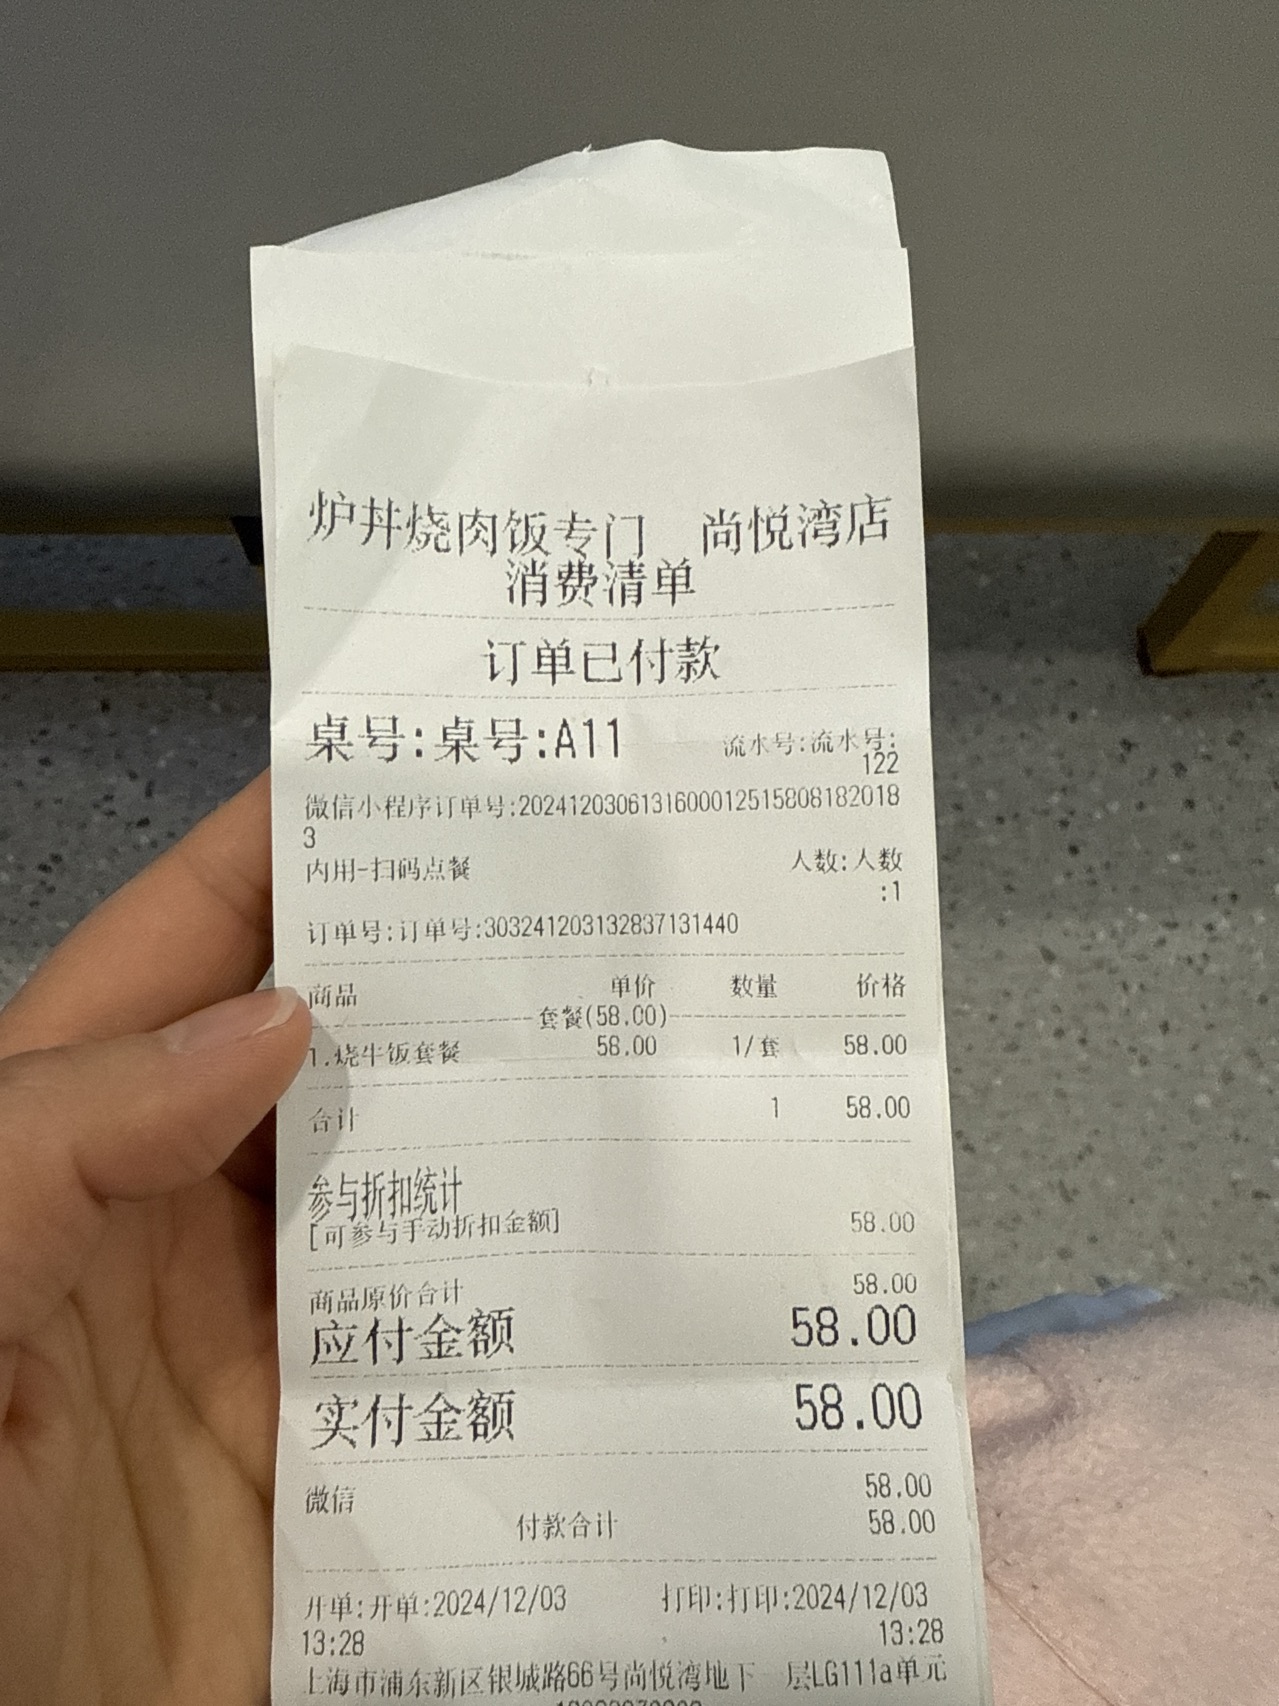 炉丼烧肉饭专门 尚悦湾店
消费清单
订单已付款
桌号:桌号:A11 流水号:流水号:
122
微信小程序订单号:2024120306131600012515808182018
3
内用-扫码点餐 人数:人数
:1
订单号:订单号:303241203132837131440
商品 单价 数量 价格
套餐(58.00)
1.烧牛饭套餐 58.00 1/套 58.00
合计 1 58.00
参与折扣统计
[可参与手动折扣金额] 58.00
商品原价合计 58.00
应付金额 58.00
实付金额 58.00
微信 58.00
付款合计 58.00
开单:开单:2024/12/03 打印:打印:2024/12/03
13:28 13:28
上海市浦东新区银城路66号尚悦湾地下 层LG111a单元